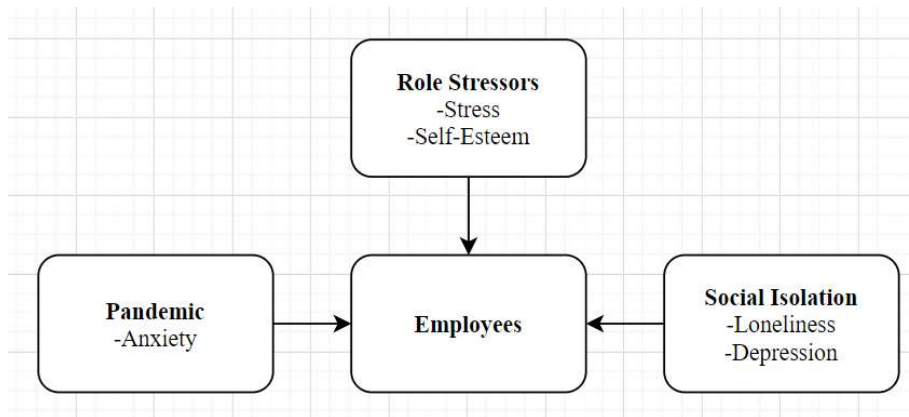 Role Stressors
-Stress
-Self-Esteem
Pandemic
-Anxiety
Employees
Social Isolation
-Loneliness
-Depression